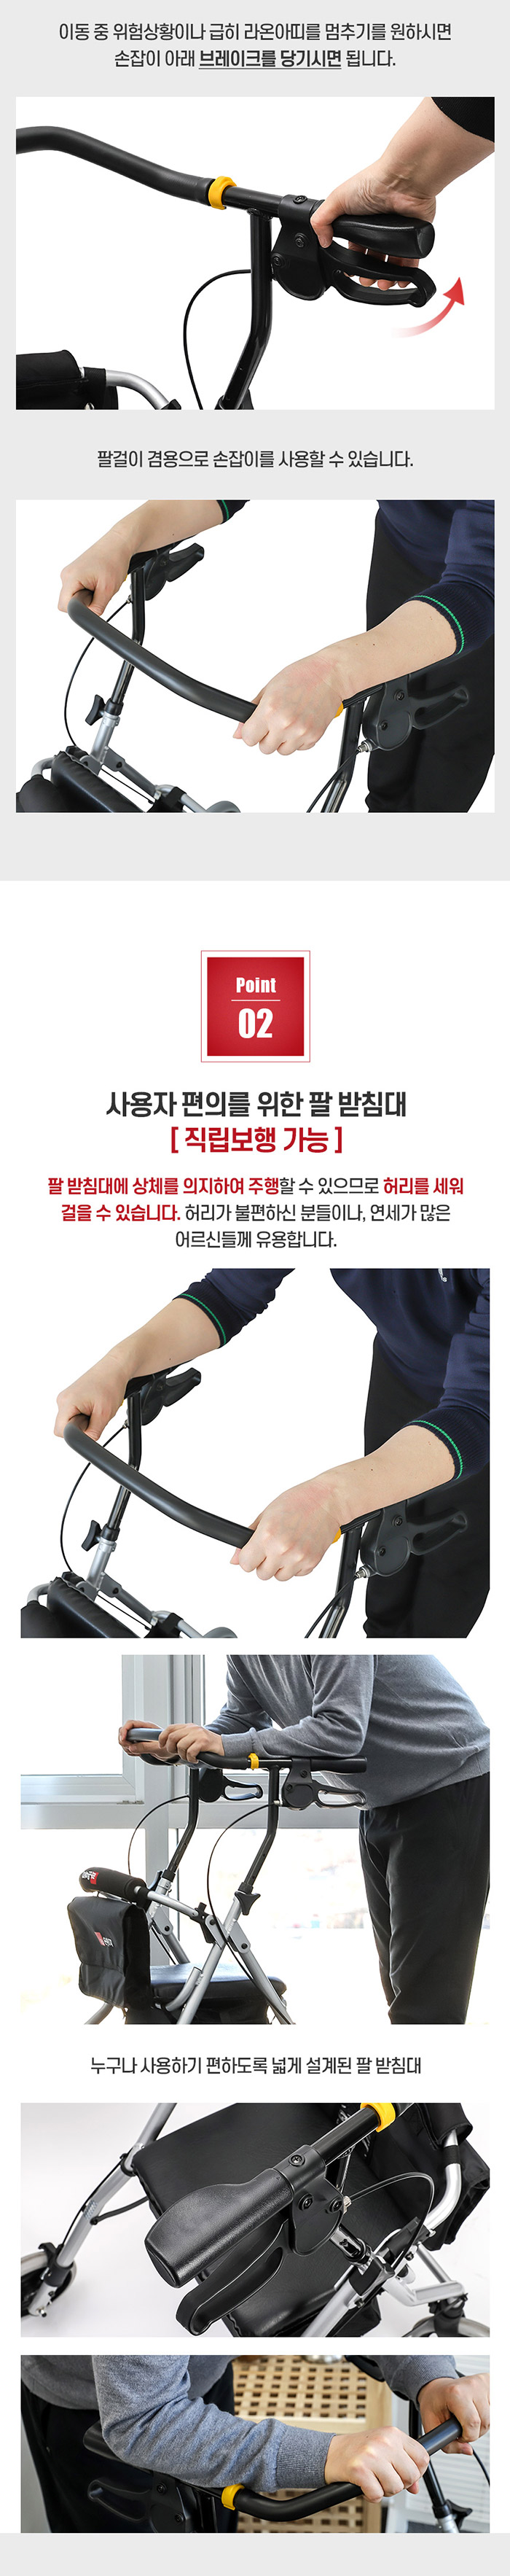 이동 중 위험상황이나 급히 라온아띠를 멈추기를 원하시면
손잡이 아래 브레이크를 당기시면 됩니다.
팔걸이 겸용으로 손잡이를 사용할 수 있습니다.
Point
02
사용자 편의를 위한 팔 받침대
[ 직립보행 가능 ]
팔 받침대에 상체를 의지하여 주행할 수 있으므로 허리를 세워
걸을 수 있습니다. 허리가 불편하신 분들이나, 연세가 많은
어르신들께 유용합니다.
누구나 사용하기 편하도록 넓게 설계된 팔 받침대